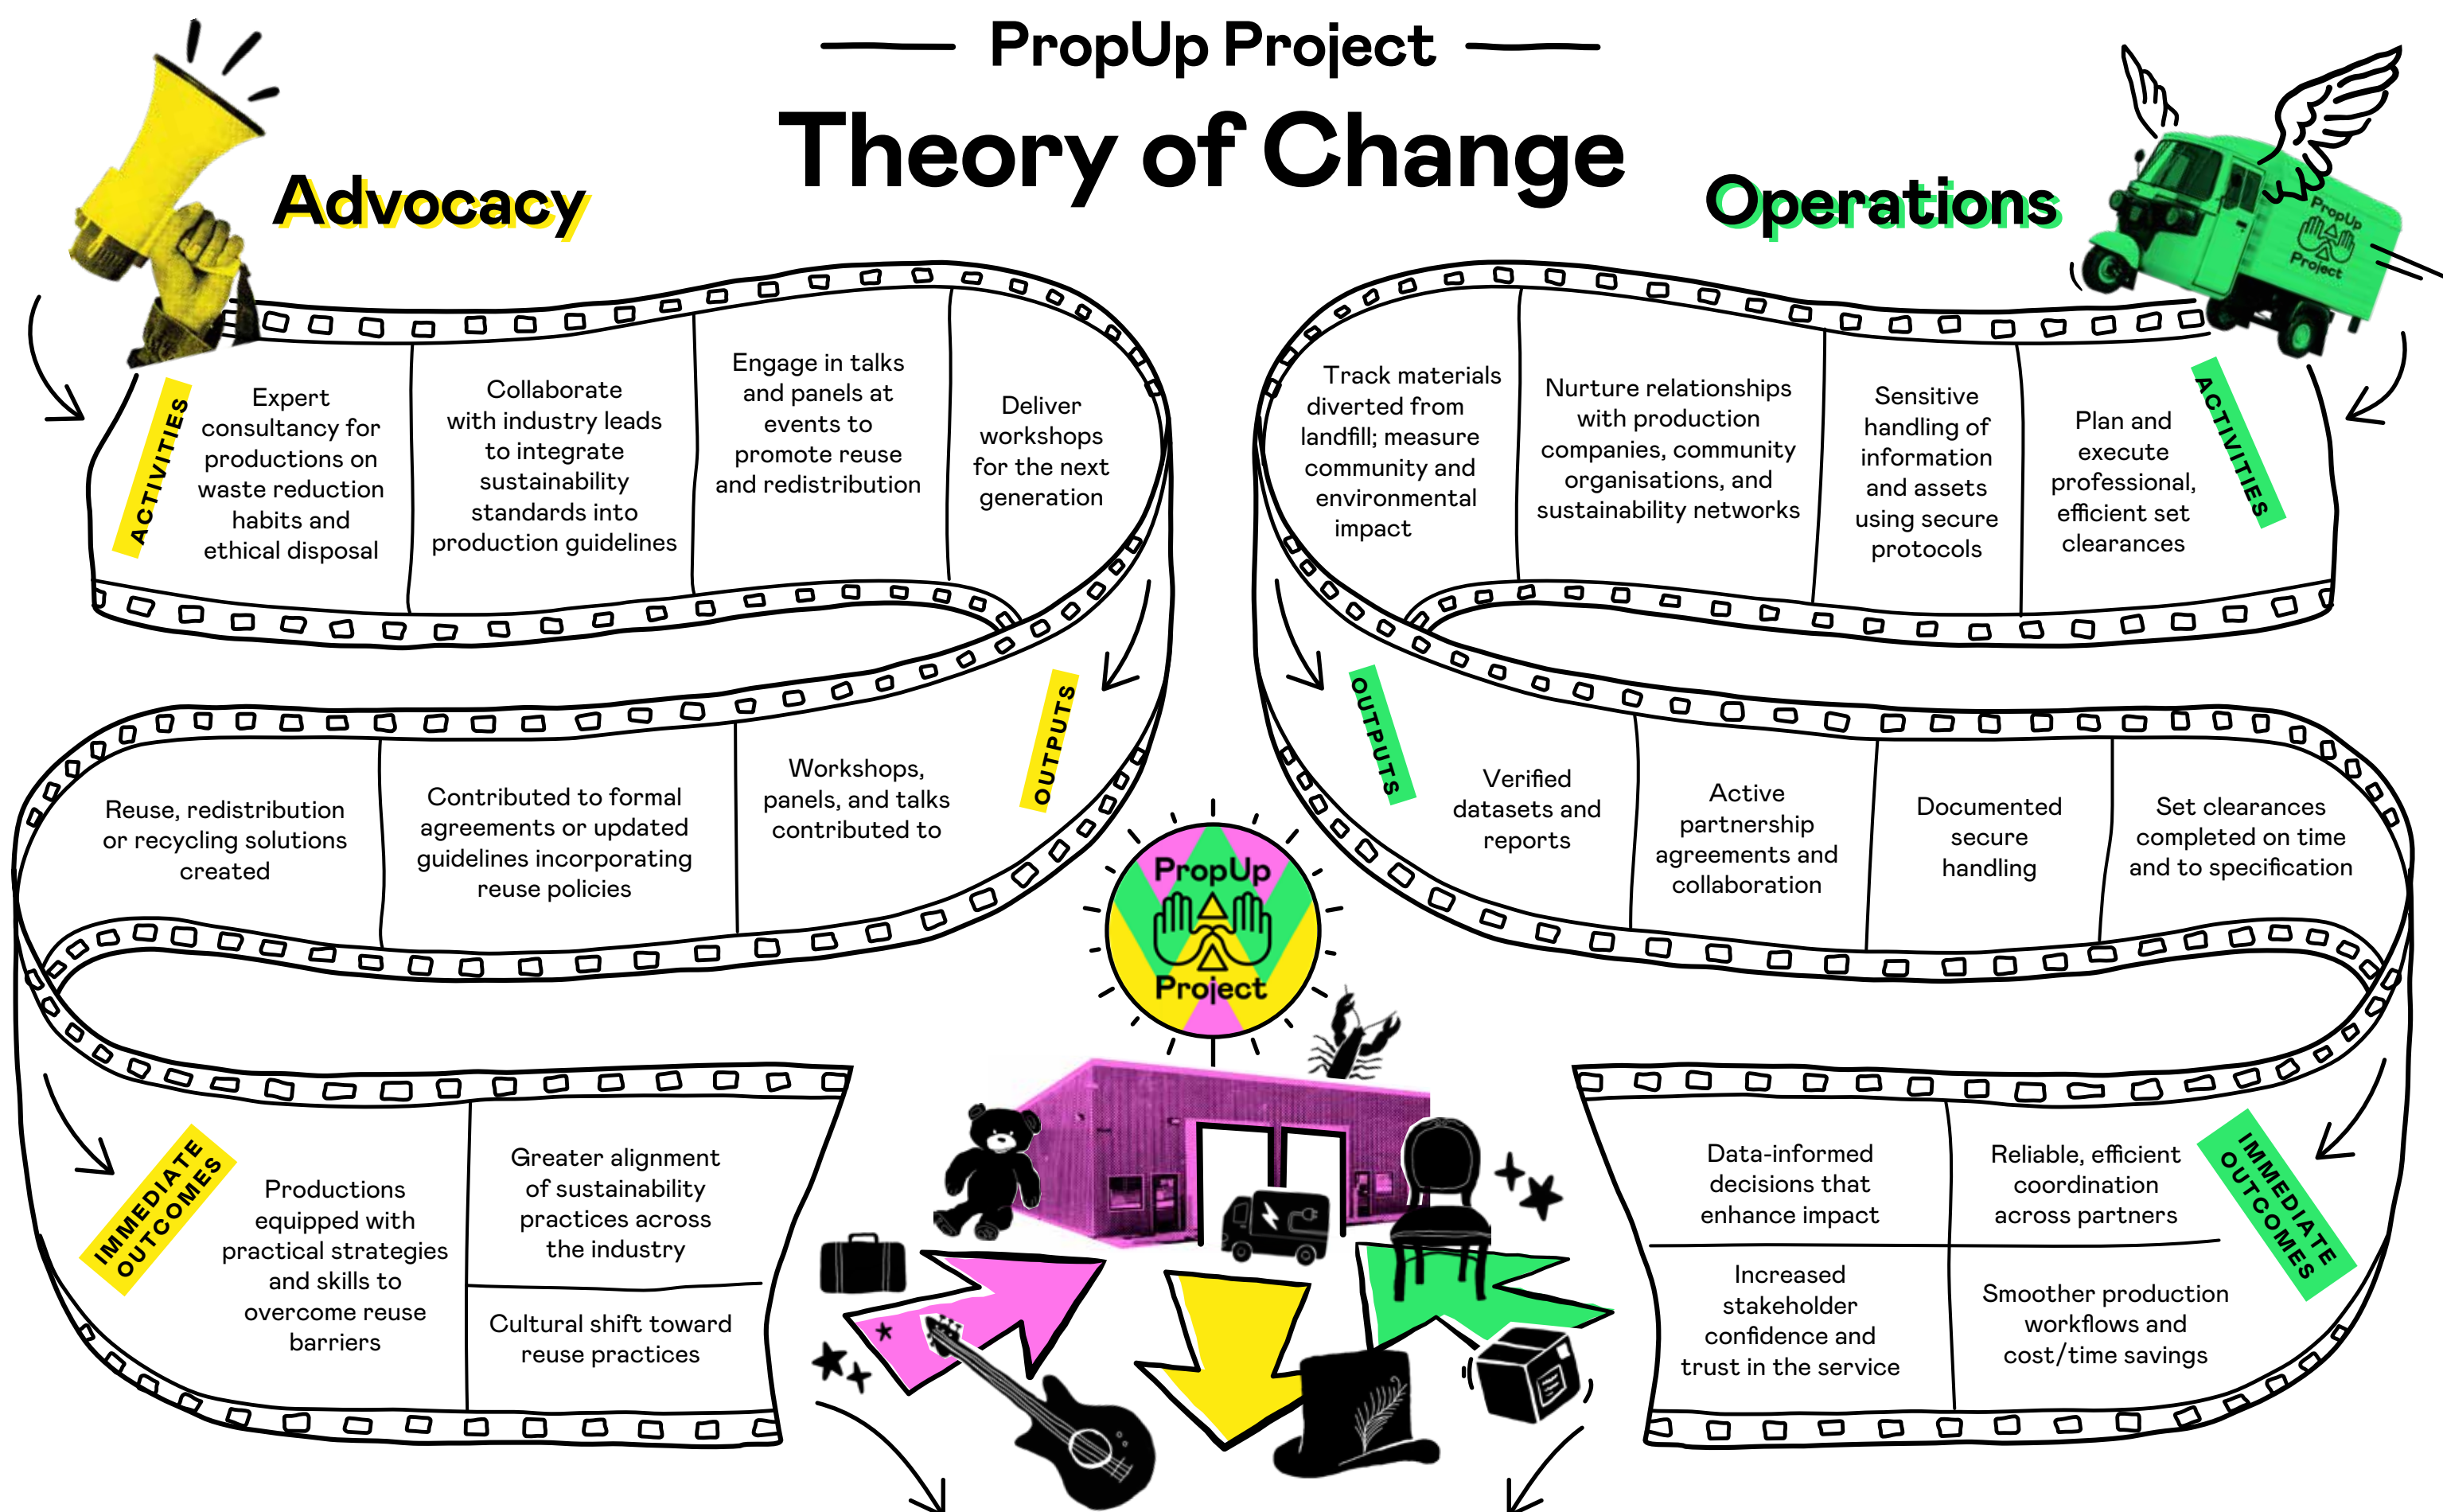 PropUp Project
Theory of Change
Advocacy
ACTIVITIES
Expert
consultancy for
productions on
waste reduction
habits and
ethical disposal
Collaborate
with industry leads
to integrate
sustainability
standards into
production guidelines
Engage in talks
and panels at
events to
promote reuse
and redistribution
Deliver
workshops
for the next
generation
OUTPUTS
Workshops,
panels, and talks
contributed to
Contributed to formal
agreements or updated
guidelines incorporating
reuse policies
Reuse, redistribution
or recycling solutions
created
IMMEDIATE
OUTCOMES
Productions
equipped with
practical strategies
and skills to
overcome reuse
barriers
Greater alignment
of sustainability
practices across
the industry
Cultural shift toward
reuse practices
Operations
PropUp
Project
ACTIVITIES
Plan and
execute
professional,
efficient set
clearances
Sensitive
handling of
information
and assets
using secure
protocols
Nurture relationships
with production
companies, community
organisations, and
sustainability networks
Track materials
diverted from
landfill; measure
community and
environmental
impact
OUTPUTS
Verified
datasets and
reports
Active
partnership
agreements and
collaboration
Documented
secure
handling
Set clearances
completed on time
and to specification
IMMEDIATE
OUTCOMES
Reliable, efficient
coordination
across partners
Data-informed
decisions that
enhance impact
Increased
stakeholder
confidence and
trust in the service
Smoother production
workflows and
cost/time savings
PropUp
Project